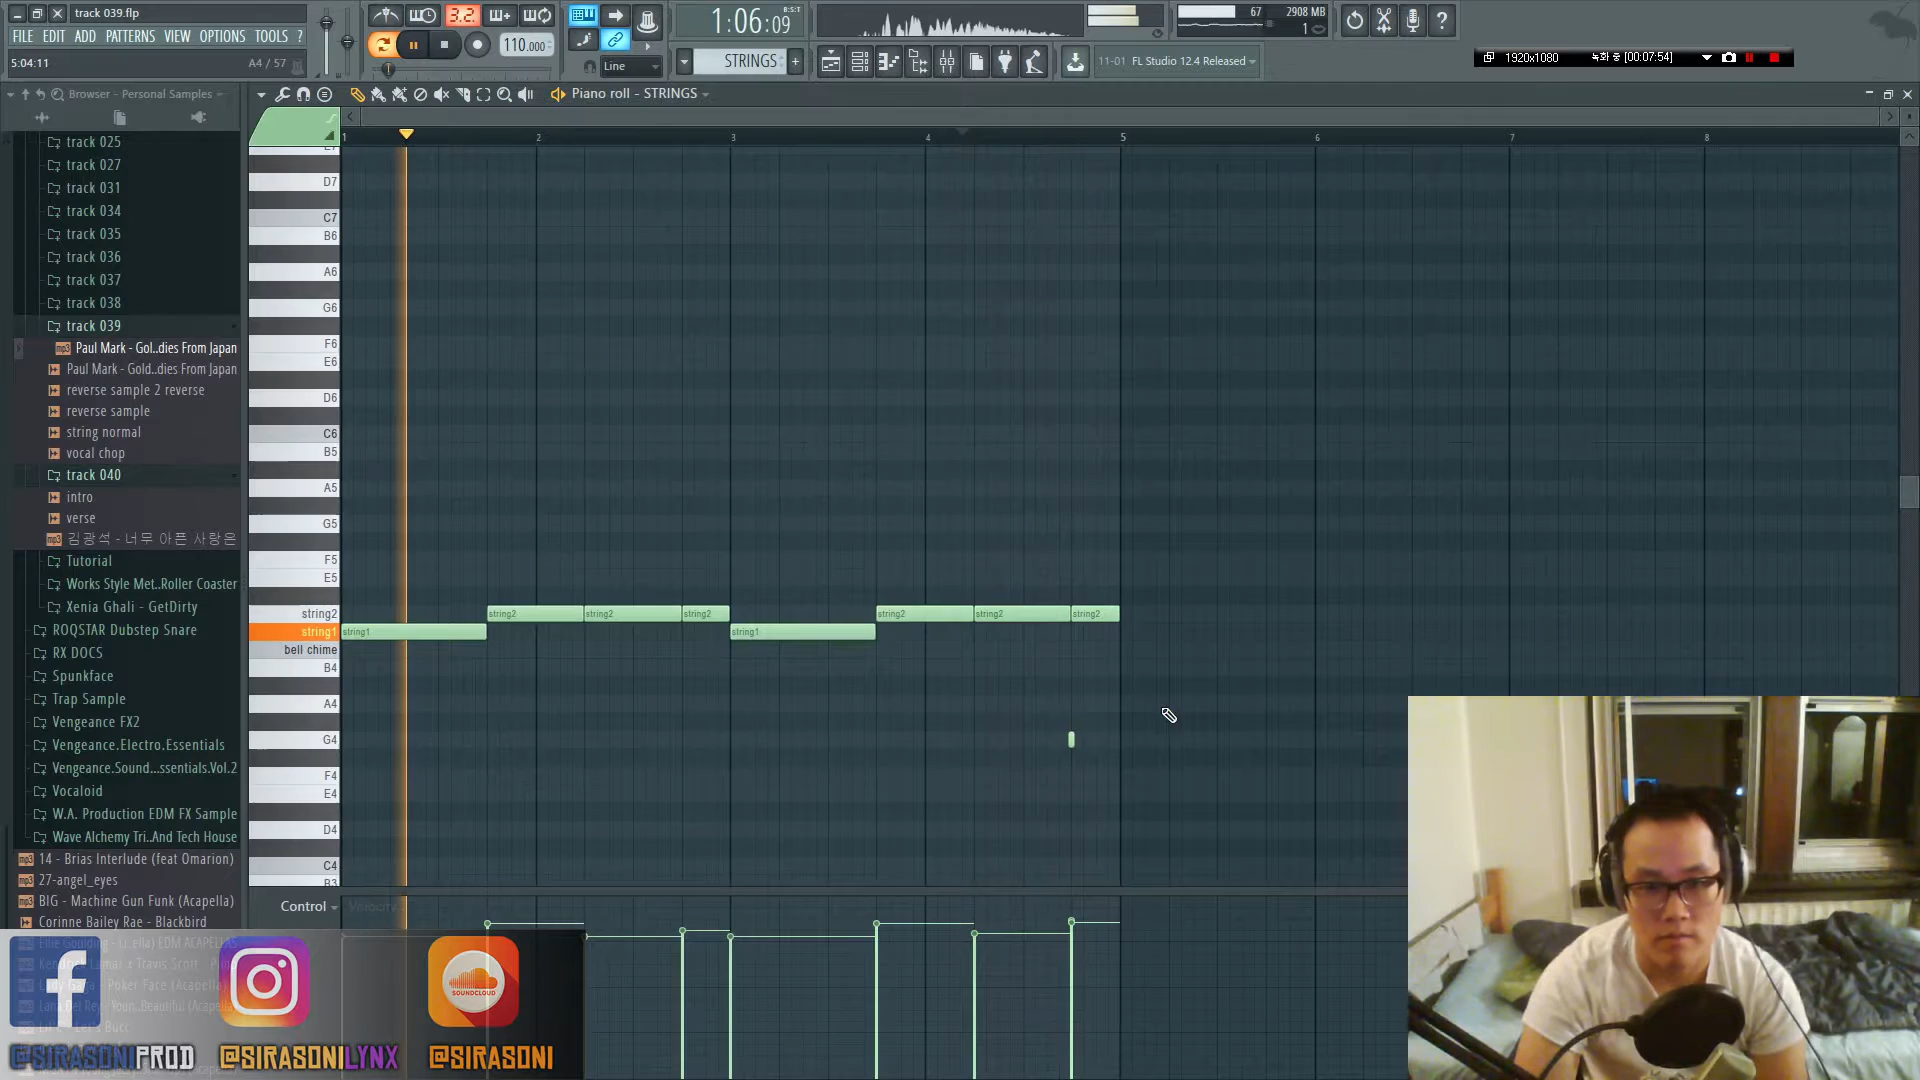 track 039.flp
FILE EDIT ADD PATTERNS VIEW OPTIONS TOOLS ?
5:04:11 A4 / 57
3.2
110.000
Line
1:06:09
B:S:T
STRINGS
67 2908 MB
1
11-01 FL Studio 12.4 Released
1920x1080 녹화 중 [00:07:54]
Browser - Personal Samples
Piano roll - STRINGS
1 2 3 4 5 6 7 8
track 025
track 027
track 031
track 034
track 035
track 036
track 037
track 038
track 039
Paul Mark - Gol..dies From Japan
Paul Mark - Gold..dies From Japan
reverse sample 2 reverse
reverse sample
string normal
vocal chop
track 040
intro
verse
김광석 - 너무 아픈 사랑은
Tutorial
Works Style Met..Roller Coaster
Xenia Ghali - GetDirty
ROQSTAR Dubstep Snare
RX DOCS
Spunkface
Trap Sample
Vengeance FX2
Vengeance.Electro.Essentials
Vengeance.Sound...ssentials.Vol.2
Vocaloid
W.A. Production EDM FX Sample
Wave Alchemy Tri..And Tech House
14 - Brias Interlude (feat Omarion)
27-angel_eyes
BIG - Machine Gun Funk (Acapella)
Corinne Bailey Rae - Blackbird
D7
C7
B6
A6
G6
F6
E6
D6
C6
B5
A5
G5
F5
E5
string2
string1
bell chime
B4
A4
G4
F4
E4
D4
C4
B3
string2 string2 string2 string2 string2 string2
string1 string1
Control
Velocity
SOUNDCLOUD
@SIRASONIPROD @SIRASONILYNX @SIRASONI